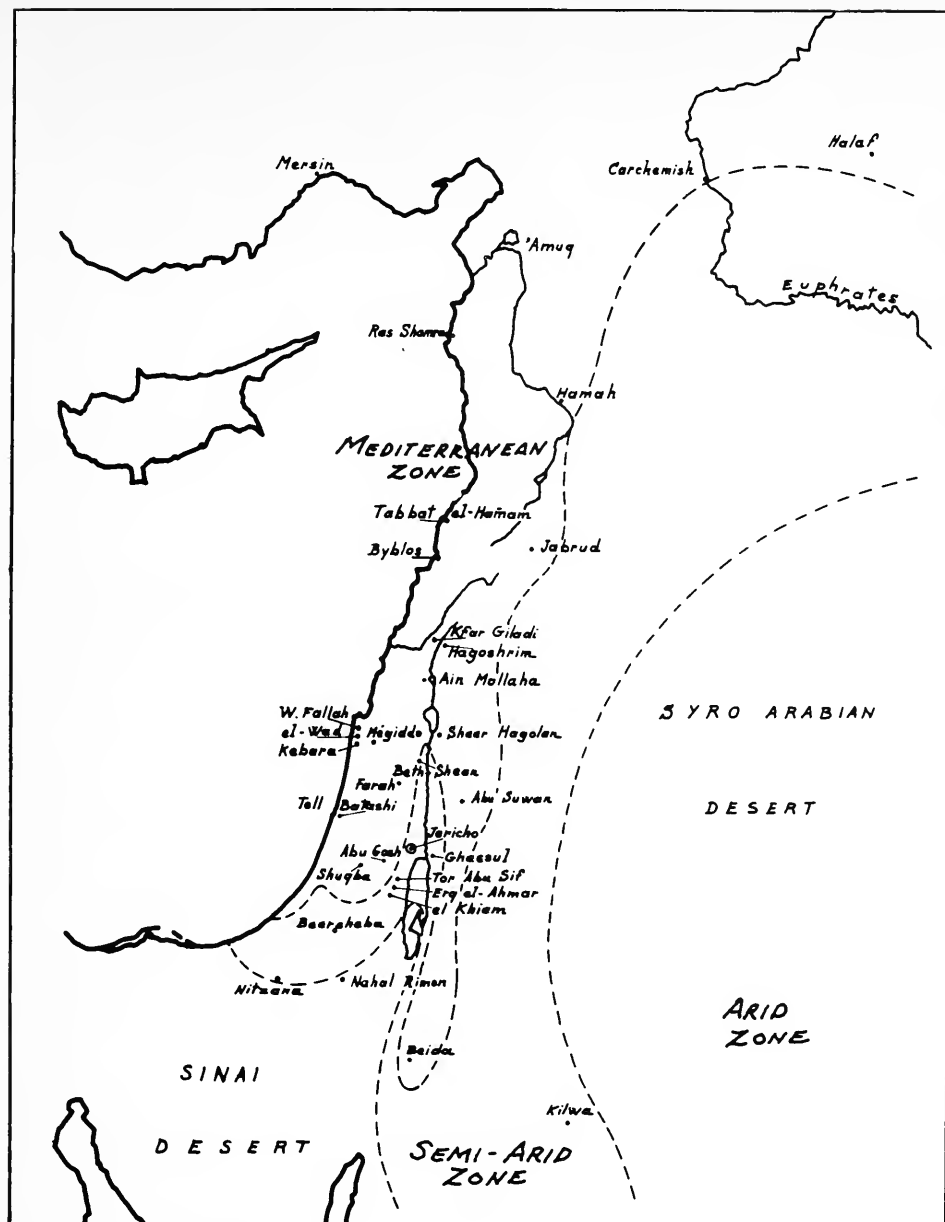 Halaf
Mersin
Carchemish
'Amuq
Euphrates
Ras Shamra
Hamah
MEDITERRANEAN
ZONE
Tabbat el-Hamam
Byblos
Jabrud
Kfar Giladi
Hagoshrim
Ain Mallaha
W. Fallah
SYRO ARABIAN
el-Wad
Megiddo
Sheer Hagolan
Kebara
Beth-Shean
Farah
Abu Suwan
Tell Batashi
DESERT
Jericho
Abu Gosh
Ghassul
Shuqba
Tor Abu Sif
Erq el-Ahmar
el Khiam
Beersheba
Nahal Rimon
Nitzana
ARID
ZONE
Beida
SINAI
Kilwa
DESERT
SEMI-ARID
ZONE